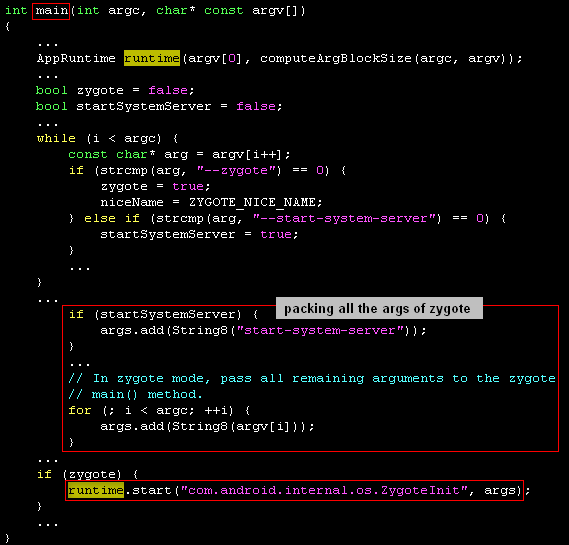 int main(int argc, char* const argv[])
{
    ...
    AppRuntime runtime(argv[0], computeArgBlockSize(argc, argv));
    ...
    bool zygote = false;
    bool startSystemServer = false;
    ...
    while (i < argc) {
        const char* arg = argv[i++];
        if (strcmp(arg, "--zygote") == 0) {
            zygote = true;
            niceName = ZYGOTE_NICE_NAME;
        } else if (strcmp(arg, "--start-system-server") == 0) {
            startSystemServer = true;
        }
        ...
    }
    ...
packing all the args of zygote
        if (startSystemServer) {
            args.add(String8("start-system-server"));
        }
        ...
        // In zygote mode, pass all remaining arguments to the zygote
        // main() method.
        for (; i < argc; ++i) {
            args.add(String8(argv[i]));
        }
    ...
    if (zygote) {
        runtime.start("com.android.internal.os.ZygoteInit", args);
    }
    ...
}